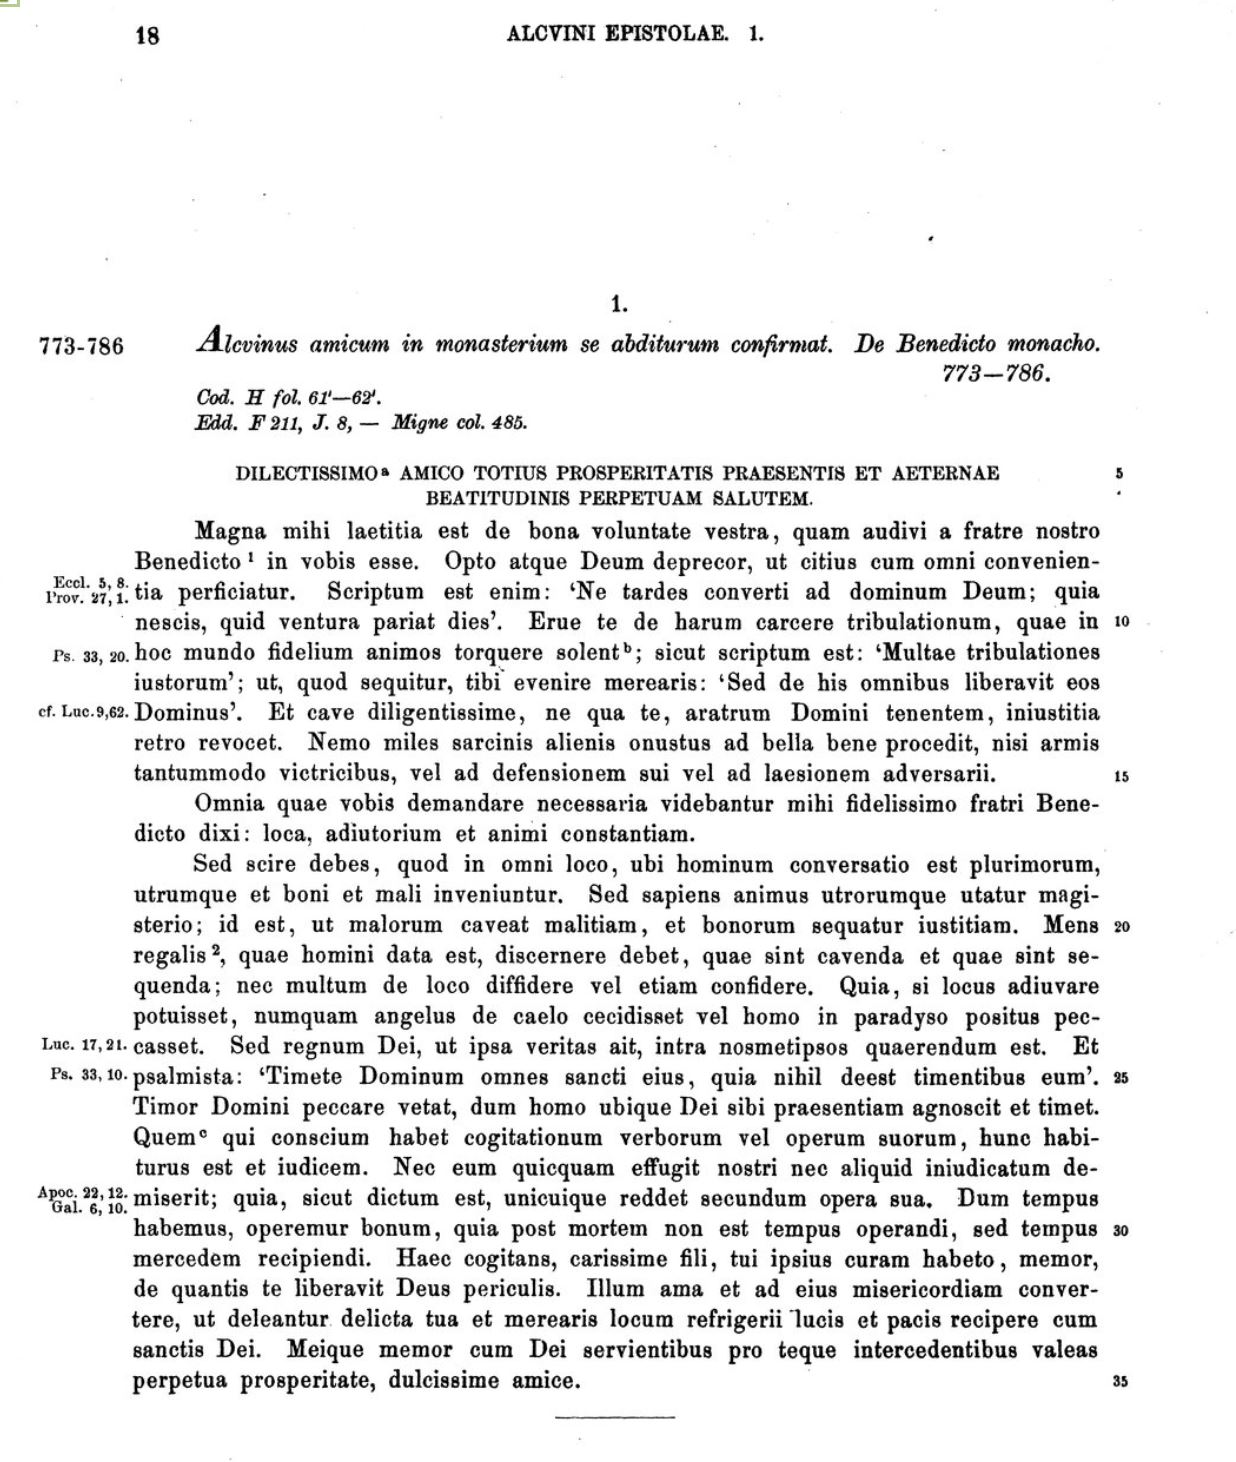 18 ALCVINI EPISTOLAE. 1.
1.
773-786 Alcvinus amicum in monasterium se abditurum confirmat. De Benedicto monacho.
773—786.
Cod. H fol. 61'—62'.
Edd. F 211, J. 8, — Migne col. 485.
DILECTISSIMOa AMICO TOTIUS PROSPERITATIS PRAESENTIS ET AETERNAE 5
BEATITUDINIS PERPETUAM SALUTEM.
Magna mihi laetitia est de bona voluntate vestra, quam audivi a fratre nostro
Benedicto 1 in vobis esse. Opto atque Deum deprecor, ut citius cum omni convenien-
Eccl. 5, 8.
Prov. 27, 1. tia perficiatur. Scriptum est enim: ‘Ne tardes converti ad dominum Deum; quia
nescis, quid ventura pariat dies’. Erue te de harum carcere tribulationum, quae in 10
Ps. 33, 20. hoc mundo fidelium animos torquere solentb; sicut scriptum est: ‘Multae tribulationes
iustorum’; ut, quod sequitur, tibi evenire merearis: ‘Sed de his omnibus liberavit eos
cf. Luc. 9, 62. Dominus’. Et cave diligentissime, ne qua te, aratrum Domini tenentem, iniustitia
retro revocet. Nemo miles sarcinis alienis onustus ad bella bene procedit, nisi armis
tantummodo victricibus, vel ad defensionem sui vel ad laesionem adversarii. 15
Omnia quae vobis demandare necessaria videbantur mihi fidelissimo fratri Bene-
dicto dixi: loca, adiutorium et animi constantiam.
Sed scire debes, quod in omni loco, ubi hominum conversatio est plurimorum,
utrumque et boni et mali inveniuntur. Sed sapiens animus utrorumque utatur magi-
sterio; id est, ut malorum caveat malitiam, et bonorum sequatur iustitiam. Mens 20
regalis 2, quae homini data est, discernere debet, quae sint cavenda et quae sint se-
quenda; nec multum de loco diffidere vel etiam confidere. Quia, si locus adiuvare
potuisset, numquam angelus de caelo cecidisset vel homo in paradyso positus pec-
Luc. 17, 21. casset. Sed regnum Dei, ut ipsa veritas ait, intra nosmetipsos quaerendum est. Et
Ps. 33, 10. psalmista: ‘Timete Dominum omnes sancti eius, quia nihil deest timentibus eum’. 25
Timor Domini peccare vetat, dum homo ubique Dei sibi praesentiam agnoscit et timet.
Quemc qui conscium habet cogitationum verborum vel operum suorum, hunc habi-
turus est et iudicem. Nec eum quicquam effugit nostri nec aliquid iniudicatum de-
Apoc. 22, 12.
Gal. 6, 10. miserit; quia, sicut dictum est, unicuique reddet secundum opera sua. Dum tempus
habemus, operemur bonum, quia post mortem non est tempus operandi, sed tempus 30
mercedem recipiendi. Haec cogitans, carissime fili, tui ipsius curam habeto, memor,
de quantis te liberavit Deus periculis. Illum ama et ad eius misericordiam conver-
tere, ut deleantur delicta tua et merearis locum refrigerii lucis et pacis recipere cum
sanctis Dei. Meique memor cum Dei servientibus pro teque intercedentibus valeas
perpetua prosperitate, dulcissime amice. 35